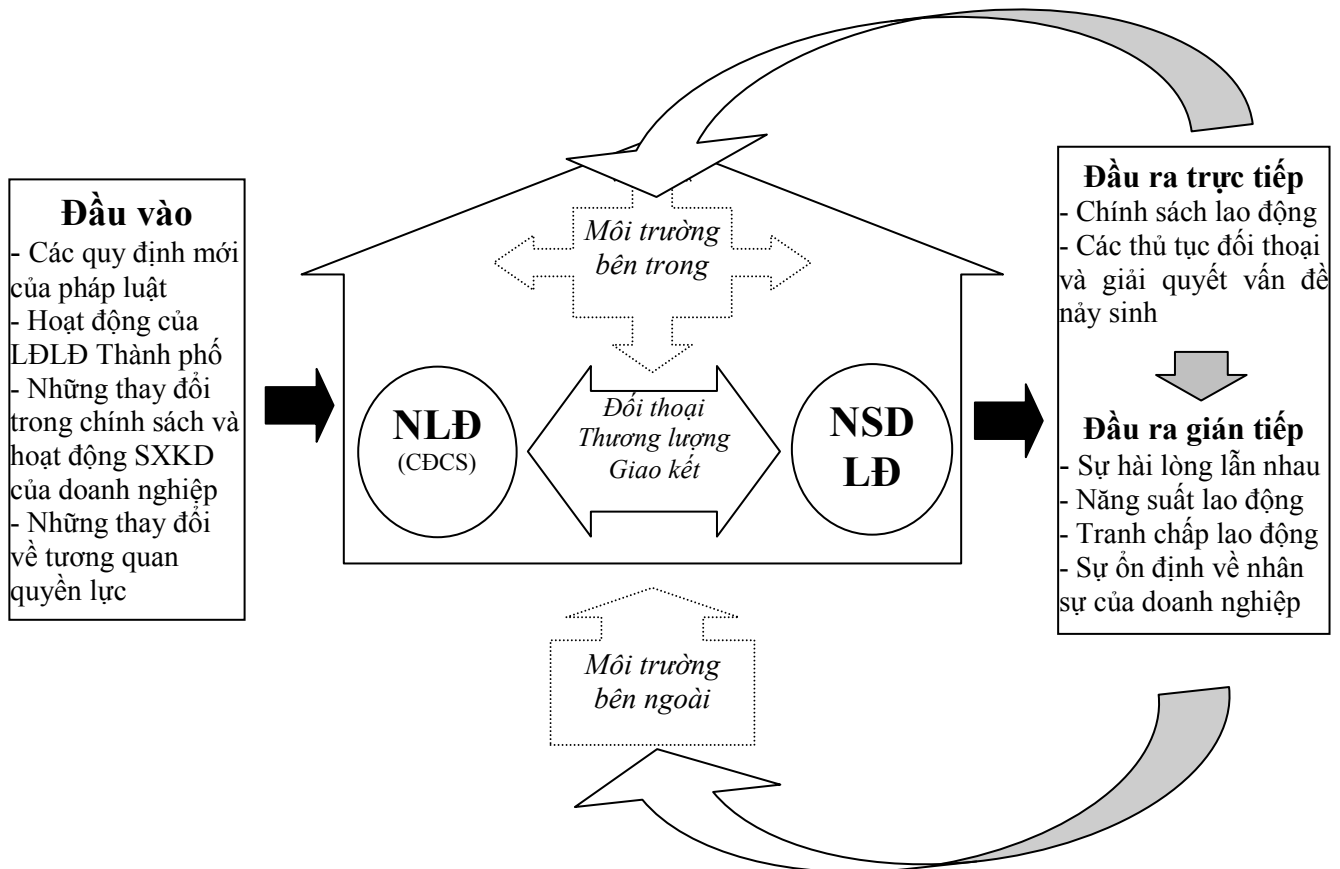 Đầu vào
- Các quy định mới
của pháp luật
- Hoạt động của
LĐLĐ Thành phố
- Những thay đổi
trong chính sách và
hoạt động SXKD
của doanh nghiệp
- Những thay đổi
về tương quan
quyền lực
Môi trường
bên trong
NLĐ
(CĐCS)
Đối thoại
Thương lượng
Giao kết
NSD
LĐ
Môi trường
bên ngoài
Đầu ra trực tiếp
- Chính sách lao động
- Các thủ tục đối thoại
và giải quyết vấn đề
nảy sinh
Đầu ra gián tiếp
- Sự hài lòng lẫn nhau
- Năng suất lao động
- Tranh chấp lao động
- Sự ổn định về nhân
sự của doanh nghiệp